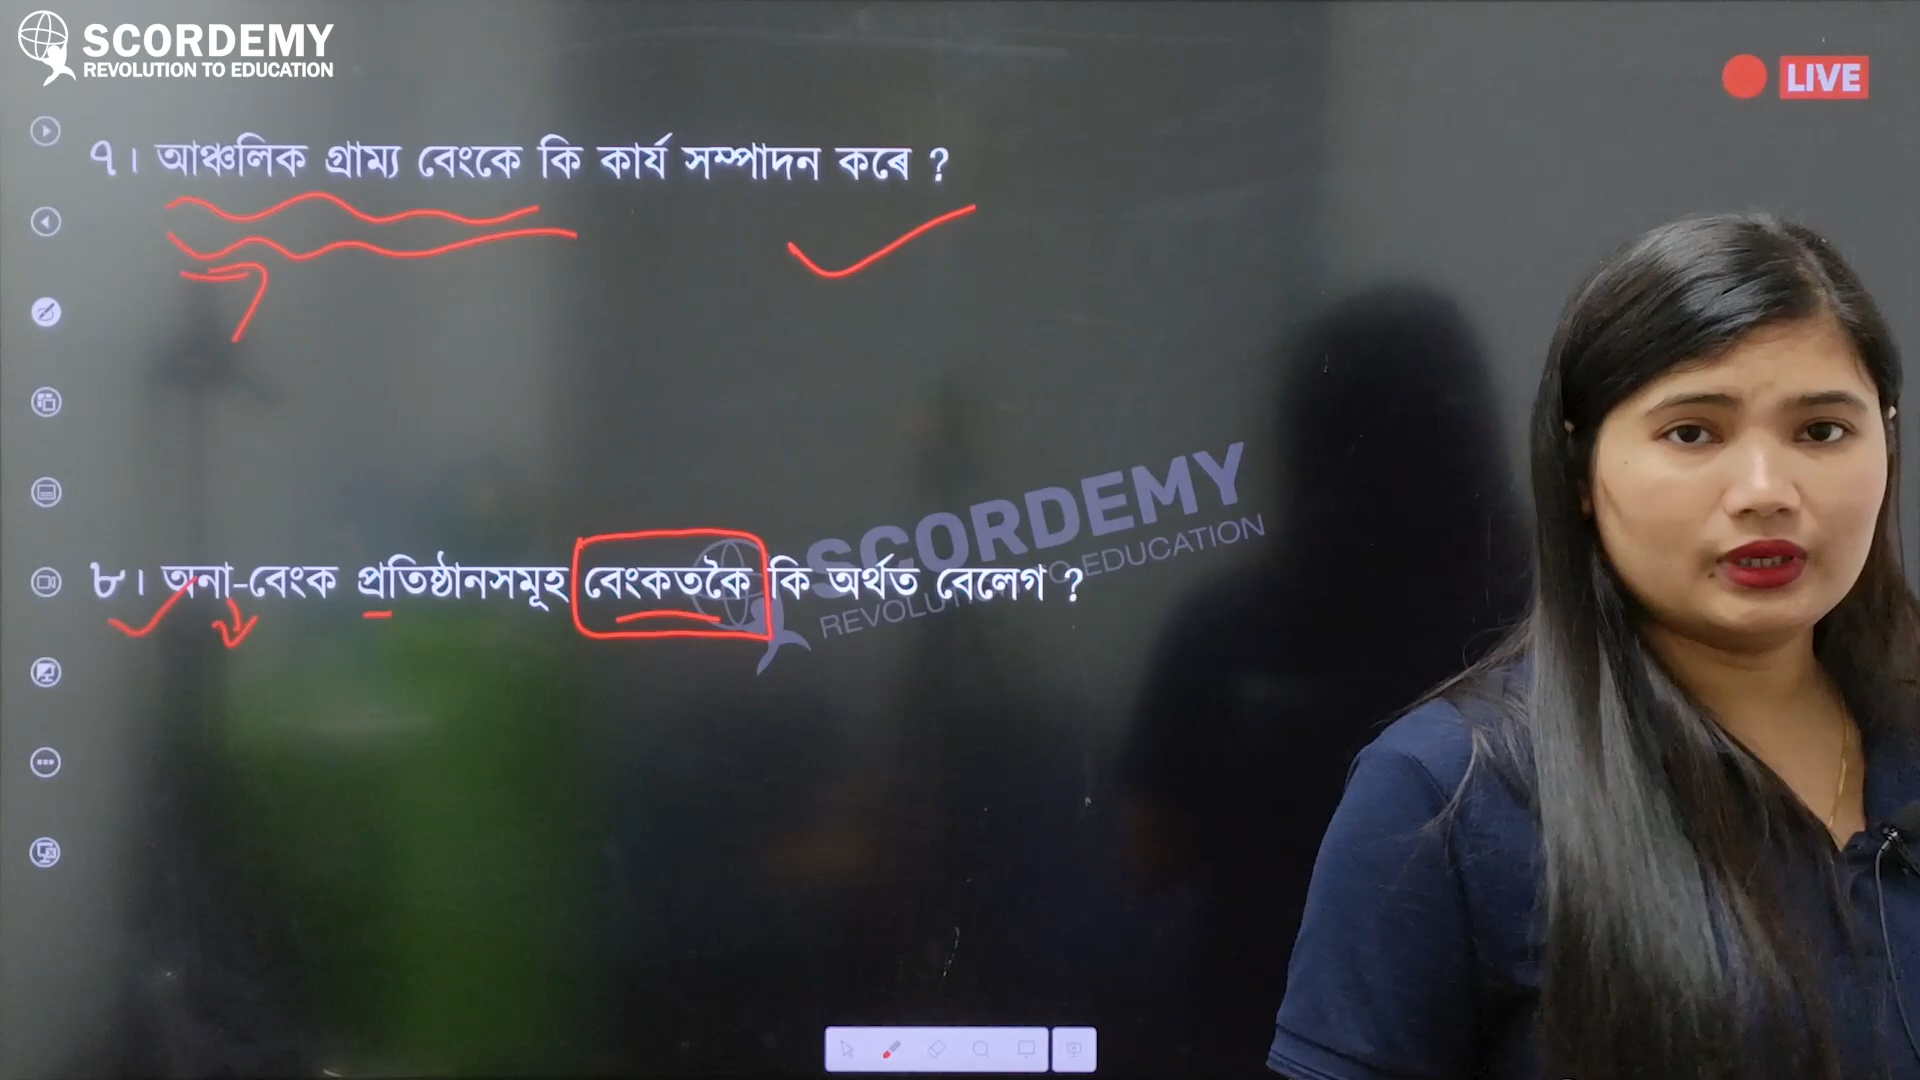 SCORDEMY
REVOLUTION TO EDUCATION
LIVE
৭। আঞ্চলিক গ্ৰাম্য বেংকে কি কাৰ্য সম্পাদন কৰে ?
SCORDEMY
REVOLUTION TO EDUCATION
৮। অনা-বেংক প্ৰতিষ্ঠানসমূহ বেংকতকৈ কি অৰ্থত বেলেগ ?